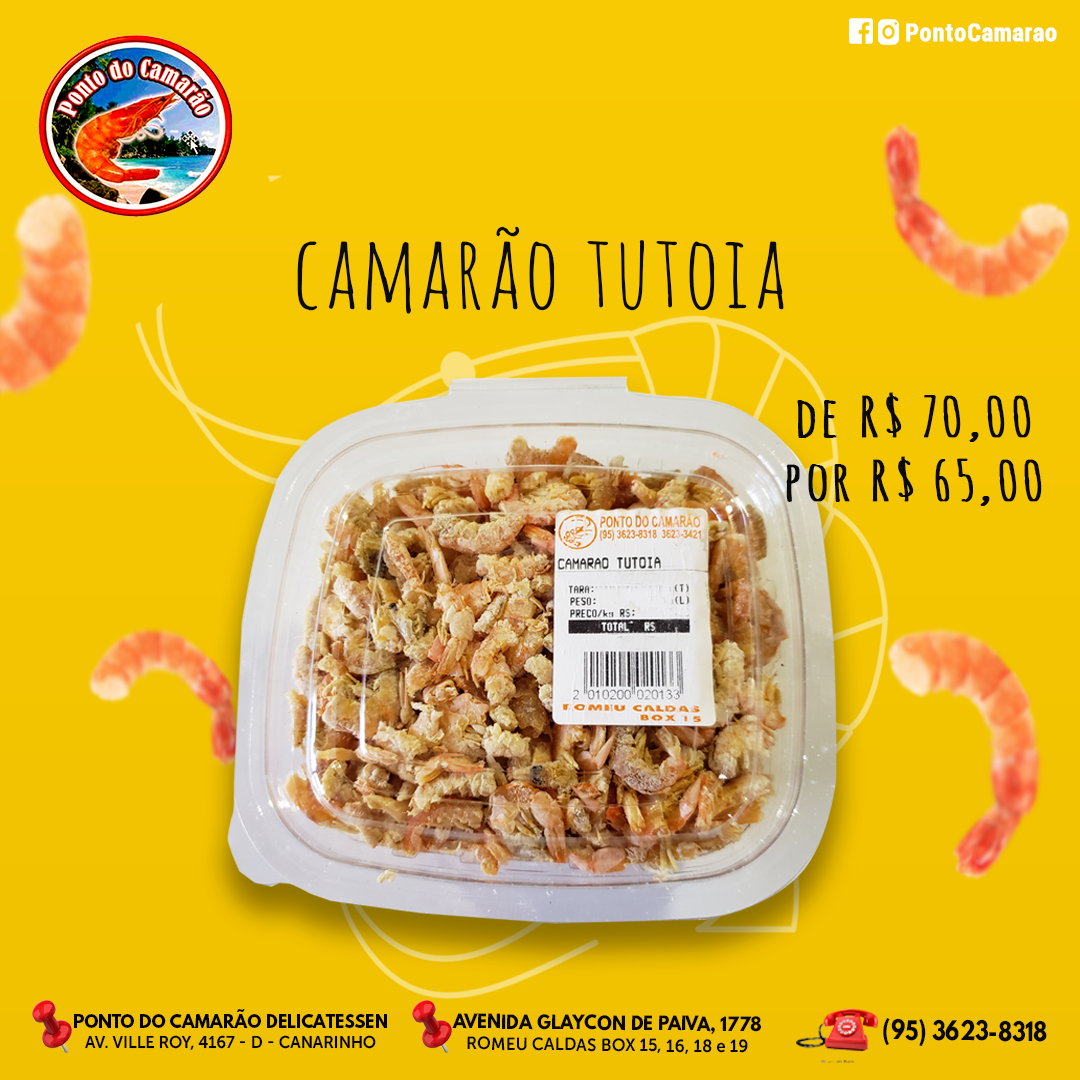 PontoCamarao
Ponto do Camarão
CAMARÃO TUTOIA
DE R$ 70,00
POR R$ 65,00
PONTO DO CAMARÃO
(95) 3623-8318 3623-3421
CAMARAO TUTOIA
TARA: (T)
PESO: (L)
PRECO/kg R$:
TOTAL R$
2 010200 020133
ROMEU CALDAS
BOX 15
PONTO DO CAMARÃO DELICATESSEN
AV. VILLE ROY, 4167 - D - CANARINHO
AVENIDA GLAYCON DE PAIVA, 1778
ROMEU CALDAS BOX 15, 16, 18 e 19
(95) 3623-8318